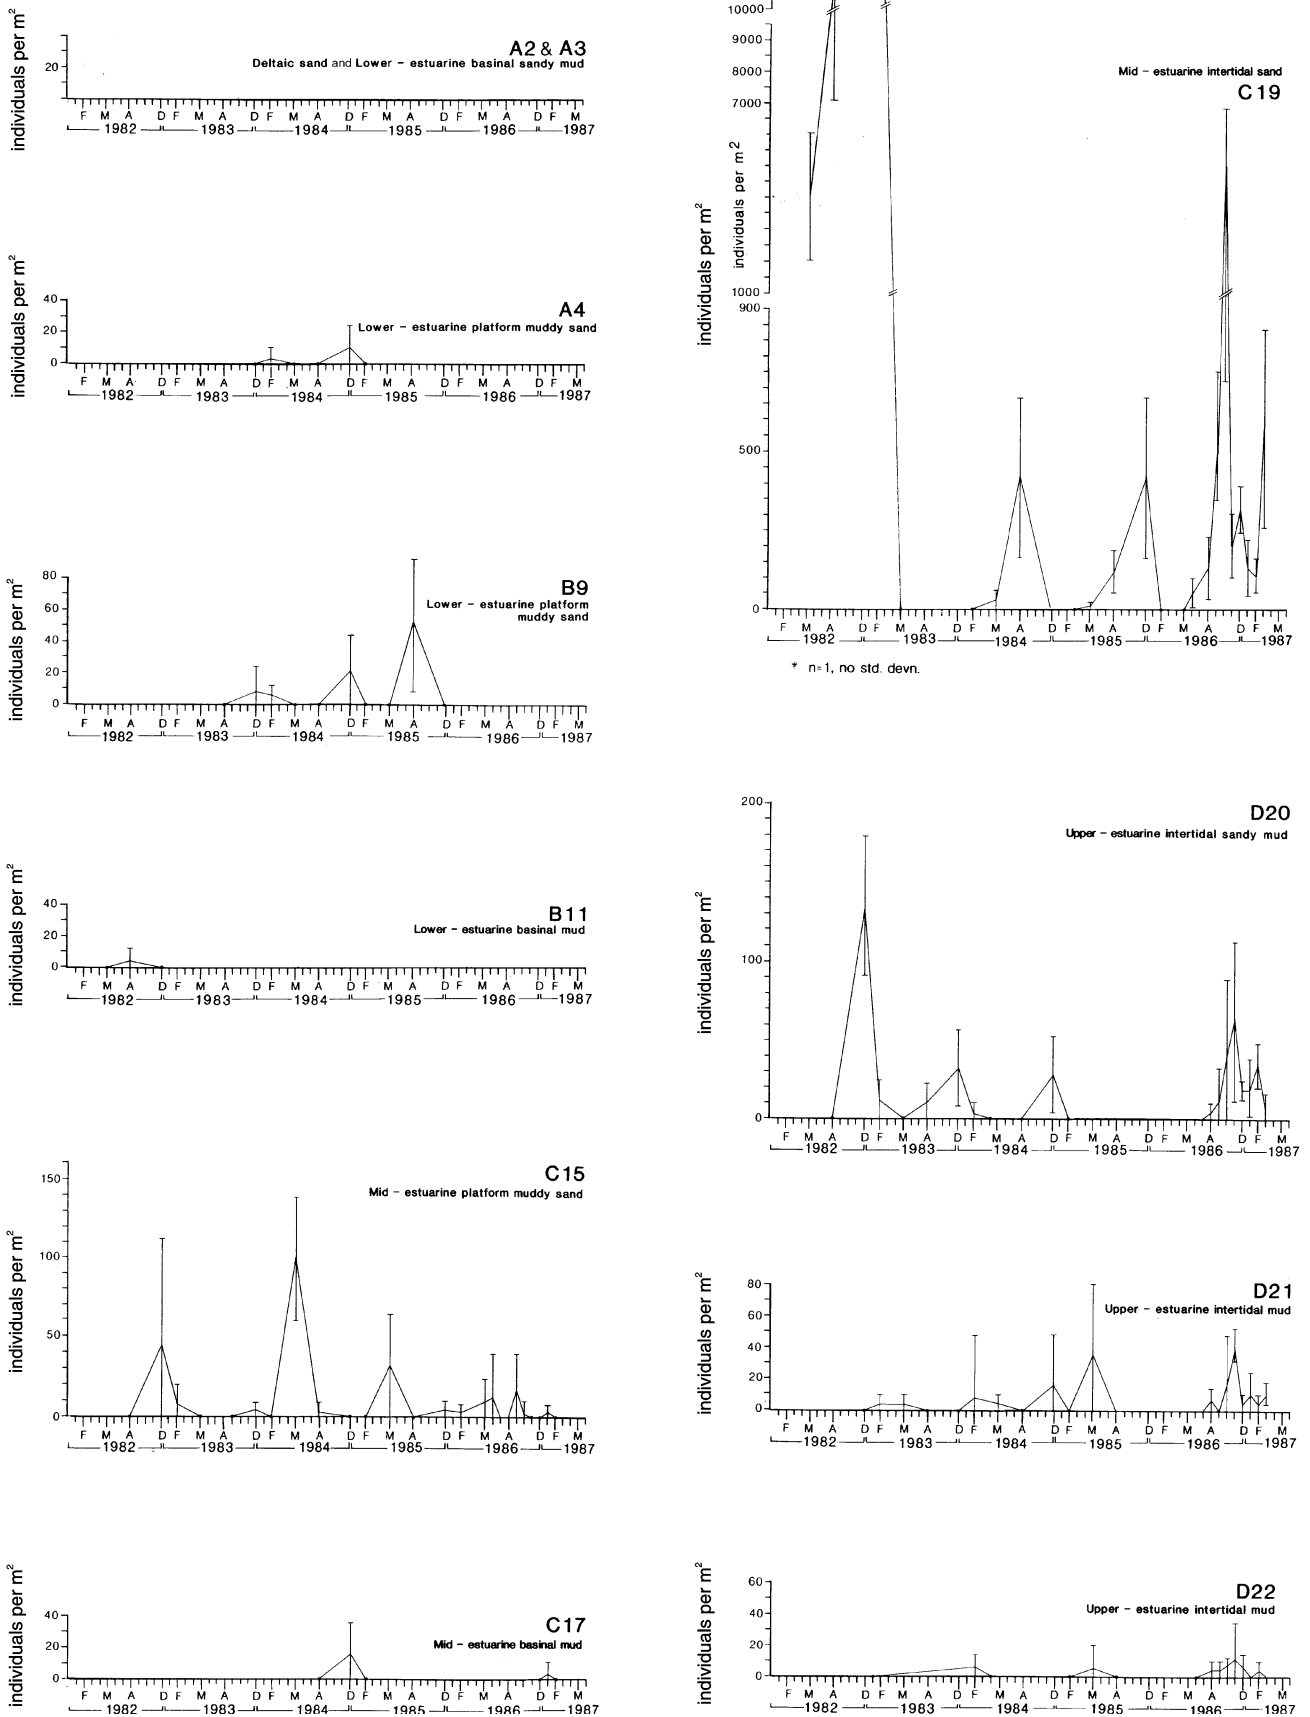 individuals per m²
20
A2 & A3
Deltaic sand and Lower – estuarine basinal sandy mud
F M A D F M A D F M A D F M A D F M A D F M
1982 1983 1984 1985 1986 1987
individuals per m²
40
20
0
A4
Lower – estuarine platform muddy sand
F M A D F M A D F M A D F M A D F M A D F M
1982 1983 1984 1985 1986 1987
individuals per m²
80
60
40
20
0
B9
Lower – estuarine platform
muddy sand
F M A D F M A D F M A D F M A D F M A D F M
1982 1983 1984 1985 1986 1987
individuals per m²
40
20
0
B11
Lower – estuarine basinal mud
F M A D F M A D F M A D F M A D F M A D F M
1982 1983 1984 1985 1986 1987
individuals per m²
150
100
50
0
C15
Mid – estuarine platform muddy sand
F M A D F M A D F M A D F M A D F M A D F M
1982 1983 1984 1985 1986 1987
individuals per m²
40
20
0
C17
Mid – estuarine basinal mud
F M A D F M A D F M A D F M A D F M A D F M
1982 1983 1984 1985 1986 1987
individuals per m²
individuals per m²
10000
9000
8000
7000
1000
900
500
0
Mid – estuarine intertidal sand
C19
F M A D F M A D F M A D F M A D F M A D F M
1982 1983 1984 1985 1986 1987
* n=1, no std. devn.
individuals per m²
200
100
0
D20
Upper – estuarine intertidal sandy mud
F M A D F M A D F M A D F M A D F M A D F M
1982 1983 1984 1985 1986 1987
individuals per m²
80
60
40
20
0
D21
Upper – estuarine intertidal mud
F M A D F M A D F M A D F M A D F M A D F M
1982 1983 1984 1985 1986 1987
individuals per m²
60
40
20
0
D22
Upper – estuarine intertidal mud
F M A D F M A D F M A D F M A D F M A D F M
1982 1983 1984 1985 1986 1987